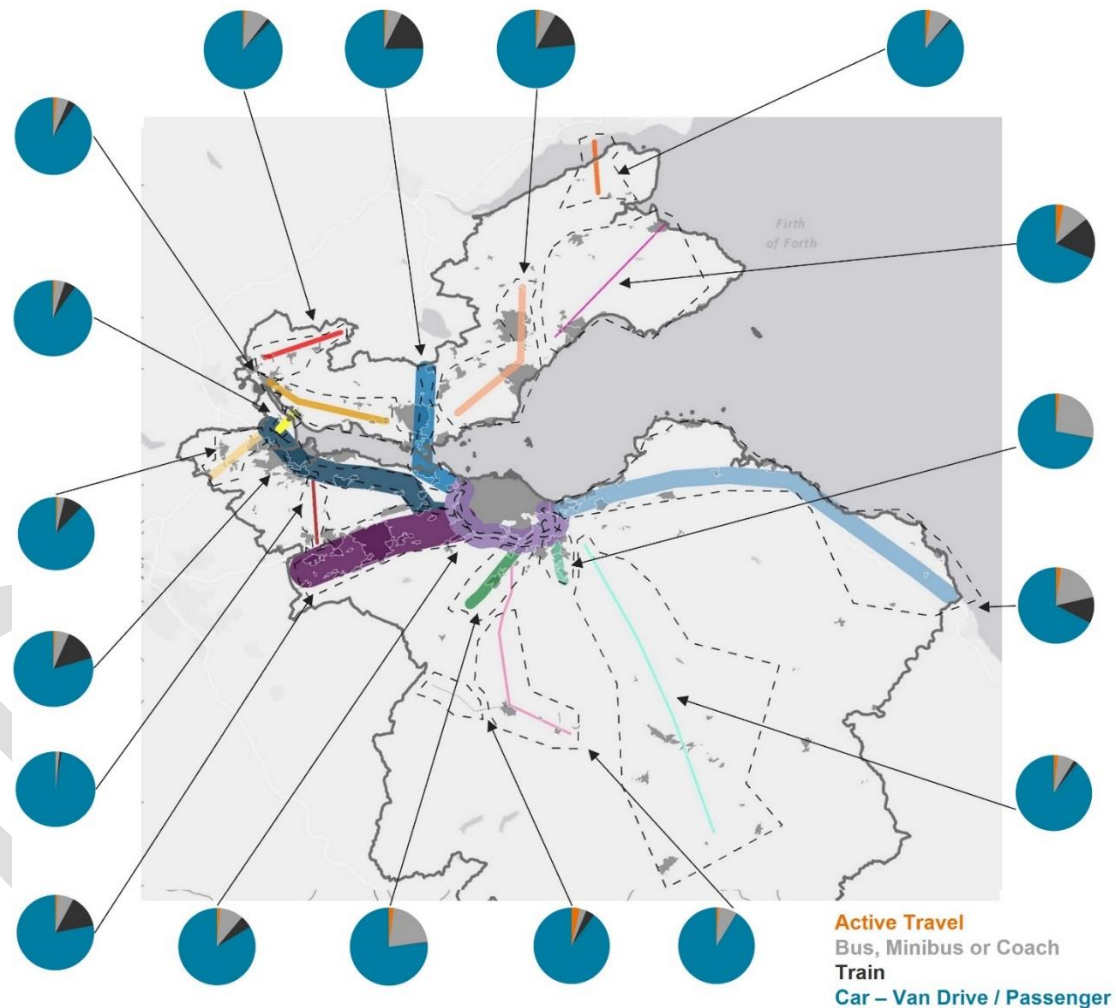 Firth
of Forth
Active Travel
Bus, Minibus or Coach
Train
Car – Van Drive / Passenger